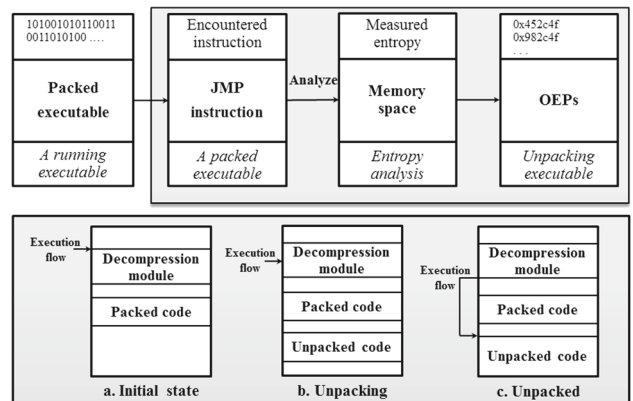 101001010110011
0011010100 ....
Packed
executable
A running
executable
Encountered
instruction
JMP
instruction
A packed
executable
Analyze
Measured
entropy
Memory
space
Entropy
analysis
0x452c4f
0x982c4f
...
OEPs
Unpacking
executable
Execution
flow
Decompression
module
Packed code
a. Initial state
Execution
flow
Decompression
module
Packed code
Unpacked code
b. Unpacking
Execution
flow
Decompression
module
Packed code
Unpacked code
c. Unpacked